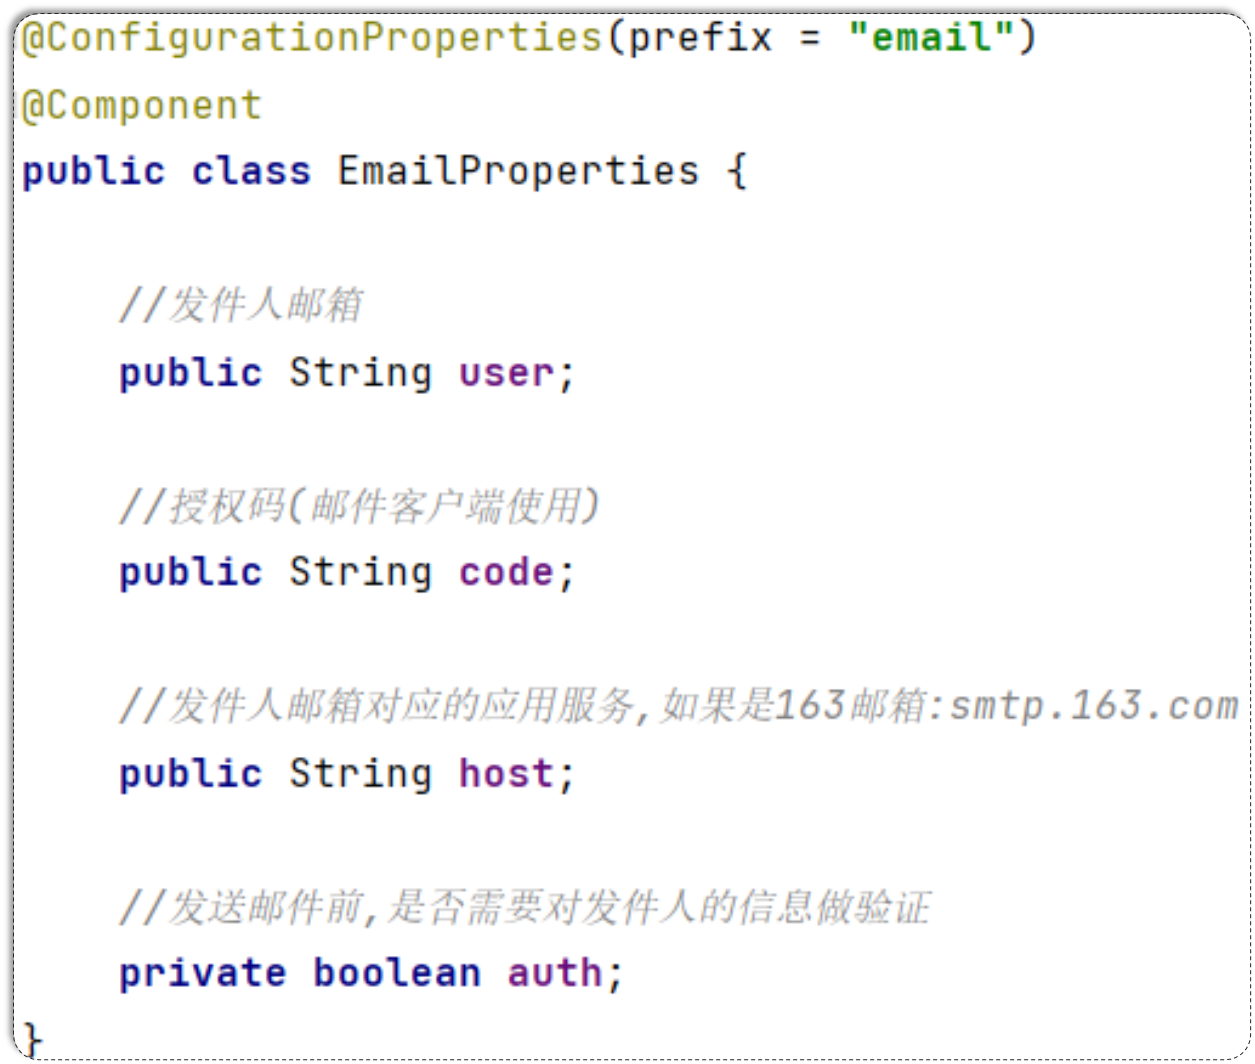 @ConfigurationProperties(prefix = "email")
@Component
public class EmailProperties {
//发件人邮箱
public String user;
//授权码(邮件客户端使用)
public String code;
//发件人邮箱对应的应用服务,如果是163邮箱:smtp.163.com
public String host;
//发送邮件前,是否需要对发件人的信息做验证
private boolean auth;
}